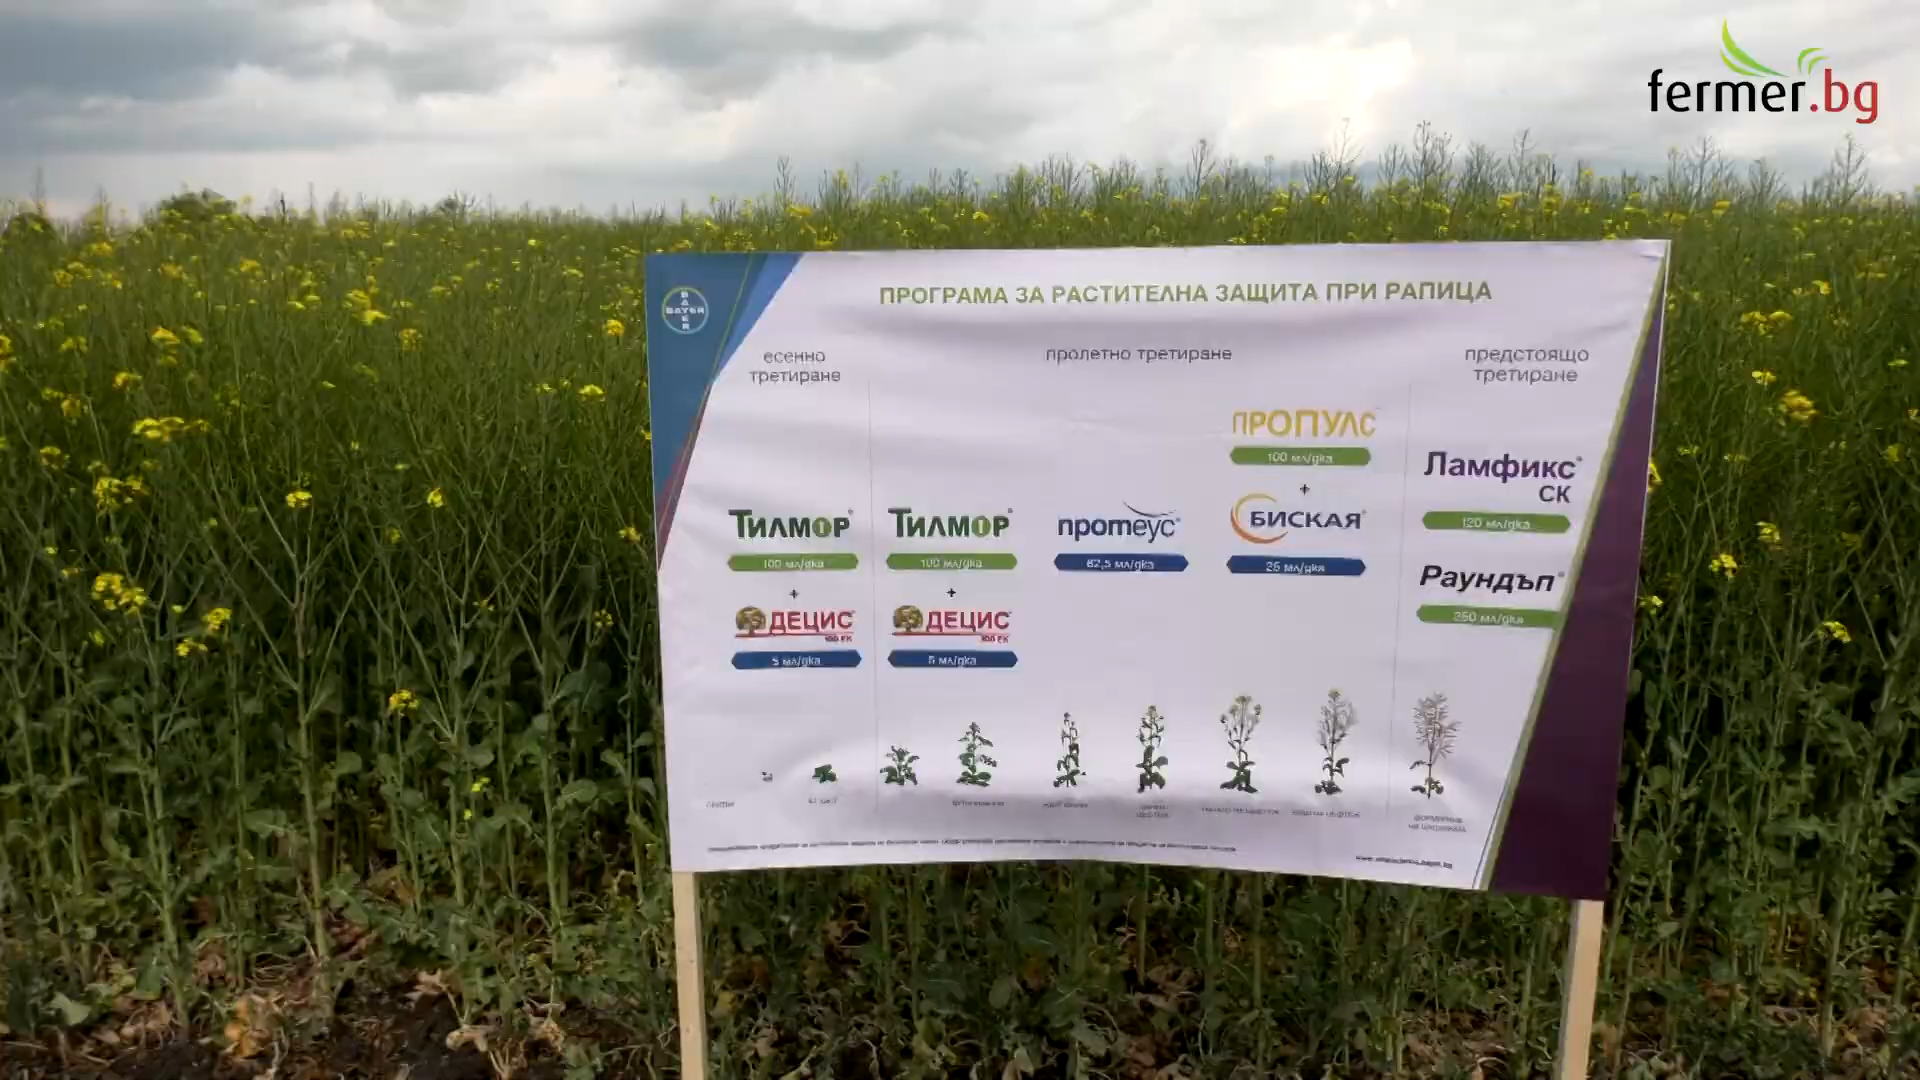 fermer.bg
BAYER
ПРОГРАМА ЗА РАСТИТЕЛНА ЗАЩИТА ПРИ РАПИЦА
есенно
третиране
пролетно третиране
предстоящо
третиране
ПРОПУЛС
100 мл/дка
+
Ламфикс®
СК
120 мл/дка
Тилмор®
100 мл/дка
+
ДЕЦИС®
100 ЕК
5 мл/дка
Тилмор®
100 мл/дка
+
ДЕЦИС®
100 ЕК
5 мл/дка
протеус®
62,5 мл/дка
БИСКАЯ®
25 мл/дка
Раундъп®
250 мл/дка